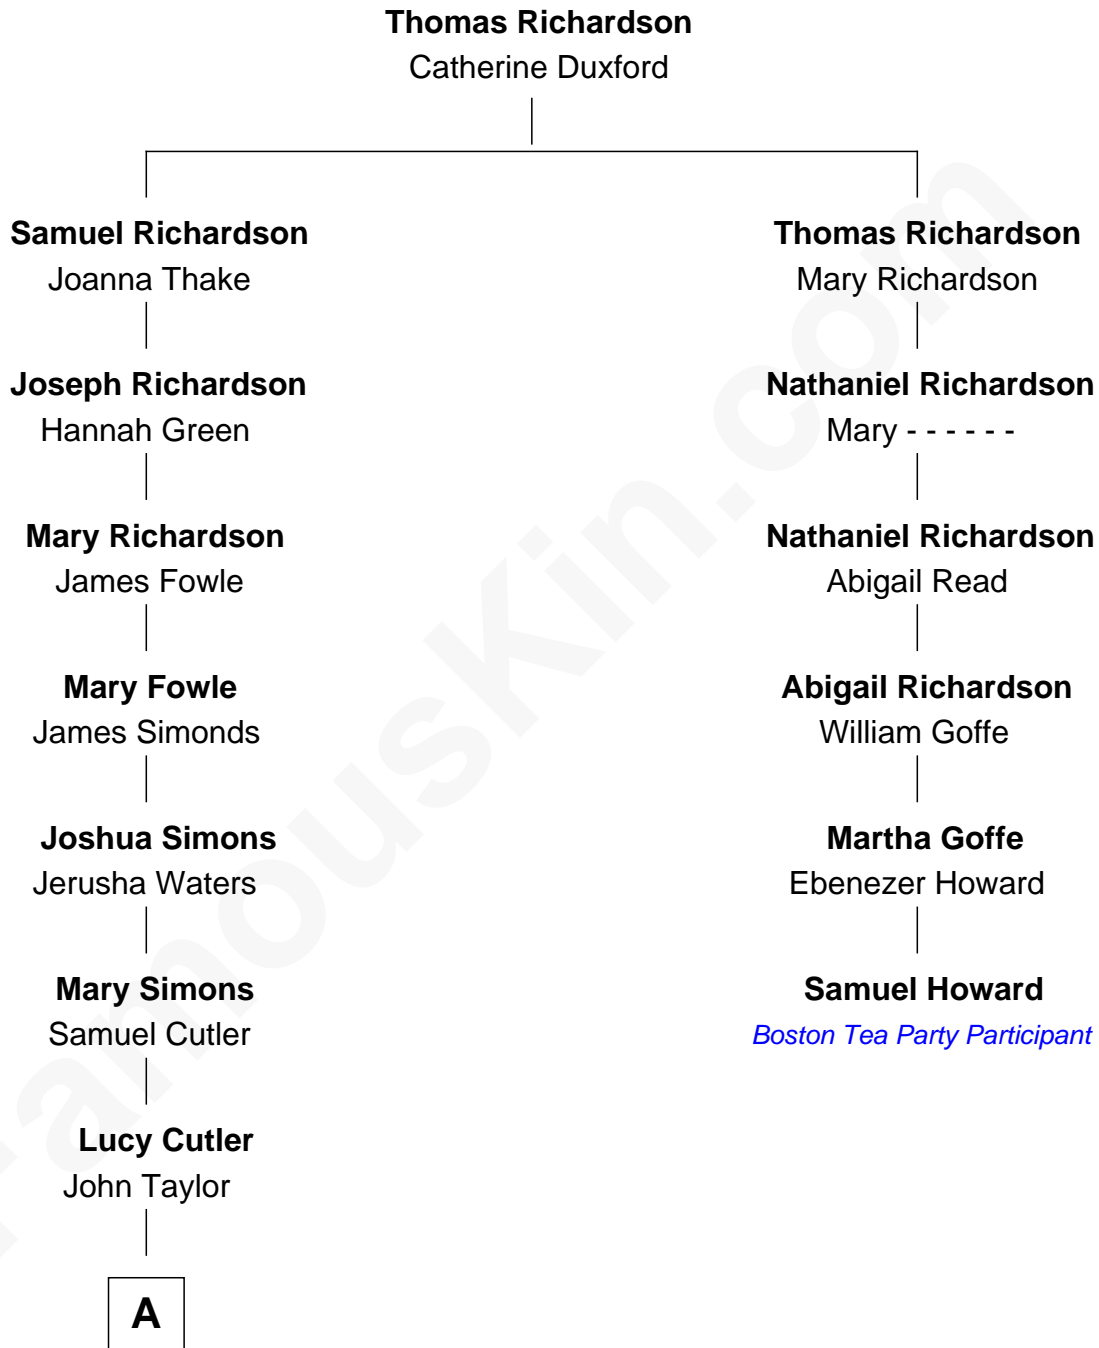 Thomas Richardson
Catherine Duxford
Samuel Richardson
Joanna Thake
Thomas Richardson
Mary Richardson
Joseph Richardson
Hannah Green
Nathaniel Richardson
Mary - - - - - -
Mary Richardson
James Fowle
Nathaniel Richardson
Abigail Read
Mary Fowle
James Simonds
Abigail Richardson
William Goffe
Joshua Simons
Jerusha Waters
Martha Goffe
Ebenezer Howard
Mary Simons
Samuel Cutler
Samuel Howard
Boston Tea Party Participant
Lucy Cutler
John Taylor
A
FamousKin.com